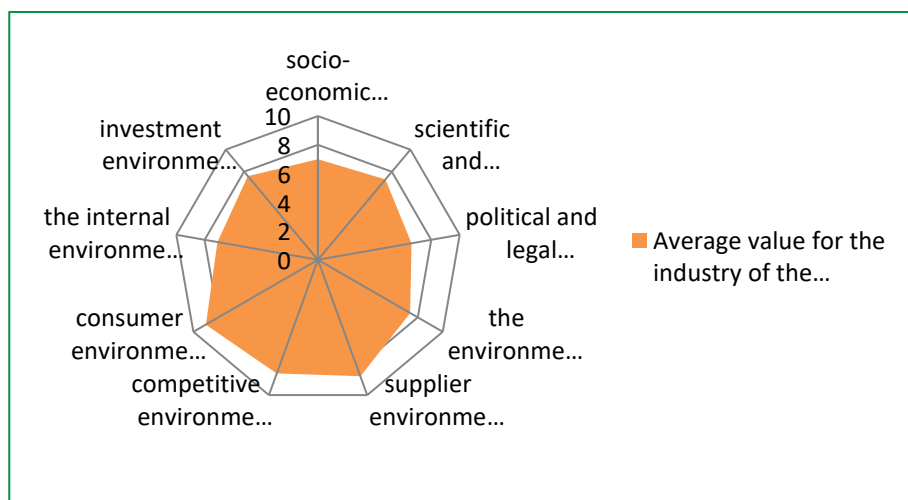 socio-
economic...
scientific and...
political and
legal...
the
environme...
supplier
environme...
competitive
environme...
consumer
environme...
the internal
environme...
investment
environme...
10
8
6
4
2
0
Average value for the
industry of the...